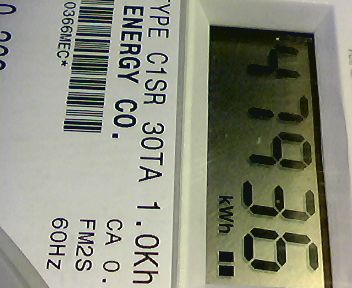 TYPE C1SR 30TA 1.0Kh
ENERGY CO.
CA 0.
FM2S
60HZ
0366MEC*
47936
kWh